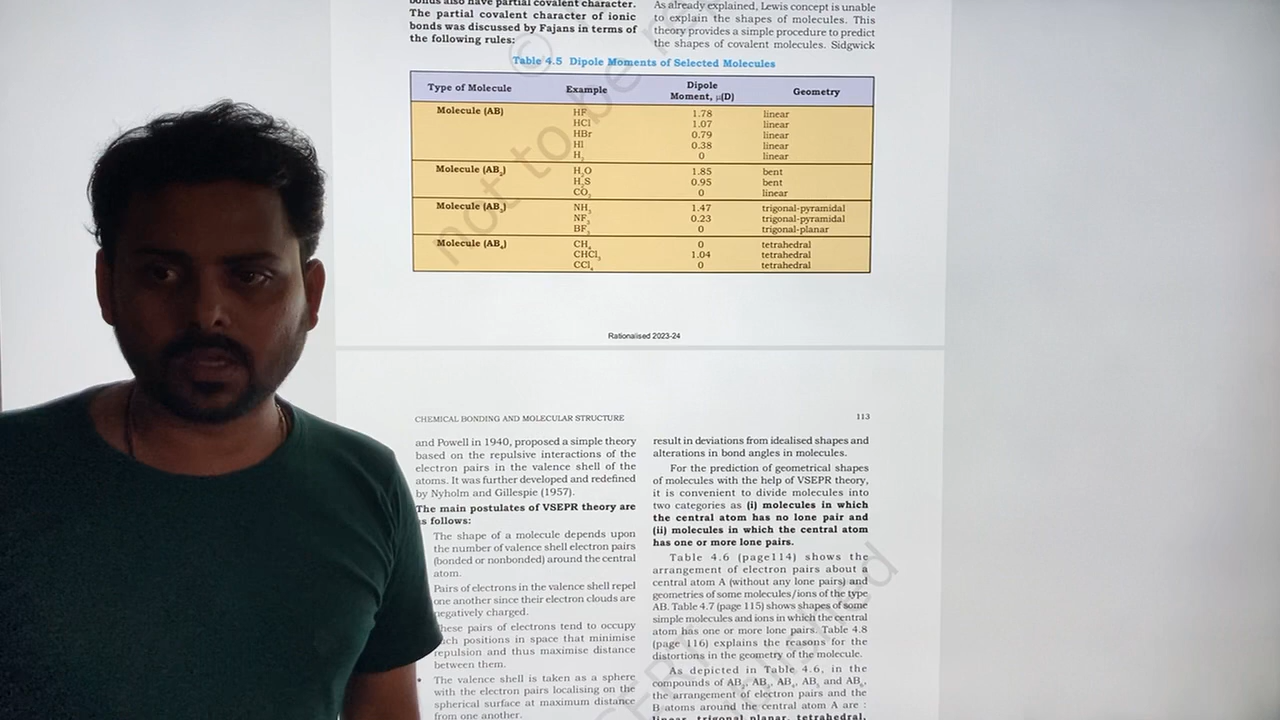 bonds also have partial covalent character.
The partial covalent character of ionic
bonds was discussed by Fajans in terms of
the following rules:
As already explained, Lewis concept is unable
to explain the shapes of molecules. This
theory provides a simple procedure to predict
the shapes of covalent molecules. Sidgwick
Table 4.5 Dipole Moments of Selected Molecules
Type of Molecule Example Dipole Moment, μ(D) Geometry
Molecule (AB) HF 1.78 linear
HCl 1.07 linear
HBr 0.79 linear
HI 0.38 linear
H₂ 0 linear
Molecule (AB₂) H₂O 1.85 bent
H₂S 0.95 bent
CO₂ 0 linear
Molecule (AB₃) NH₃ 1.47 trigonal-pyramidal
NF₃ 0.23 trigonal-pyramidal
BF₃ 0 trigonal-planar
Molecule (AB₄) CH₄ 0 tetrahedral
CHCl₃ 1.04 tetrahedral
CCl₄ 0 tetrahedral
not to be re
Rationalised 2023-24
CHEMICAL BONDING AND MOLECULAR STRUCTURE 113
and Powell in 1940, proposed a simple theory
based on the repulsive interactions of the
electron pairs in the valence shell of the
atoms. It was further developed and redefined
by Nyholm and Gillespie (1957).
The main postulates of VSEPR theory are
s follows:
The shape of a molecule depends upon
the number of valence shell electron pairs
(bonded or nonbonded) around the central
atom.
Pairs of electrons in the valence shell repel
one another since their electron clouds are
negatively charged.
hese pairs of electrons tend to occupy
ch positions in space that minimise
repulsion and thus maximise distance
between them.
• The valence shell is taken as a sphere
with the electron pairs localising on the
spherical surface at maximum distance
from one another.
result in deviations from idealised shapes and
alterations in bond angles in molecules.
For the prediction of geometrical shapes
of molecules with the help of VSEPR theory,
it is convenient to divide molecules into
two categories as (i) molecules in which
the central atom has no lone pair and
(ii) molecules in which the central atom
has one or more lone pairs.
Table 4.6 (page114) shows the
arrangement of electron pairs about a
central atom A (without any lone pairs) and
geometries of some molecules/ions of the type
AB. Table 4.7 (page 115) shows shapes of some
simple molecules and ions in which the central
atom has one or more lone pairs. Table 4.8
(page 116) explains the reasons for the
distortions in the geometry of the molecule.
As depicted in Table 4.6, in the
compounds of AB₂, AB₃, AB₄, AB₅ and AB₆,
the arrangement of electron pairs and the
B atoms around the central atom A are :
linear, trigonal planar, tetrahedral,